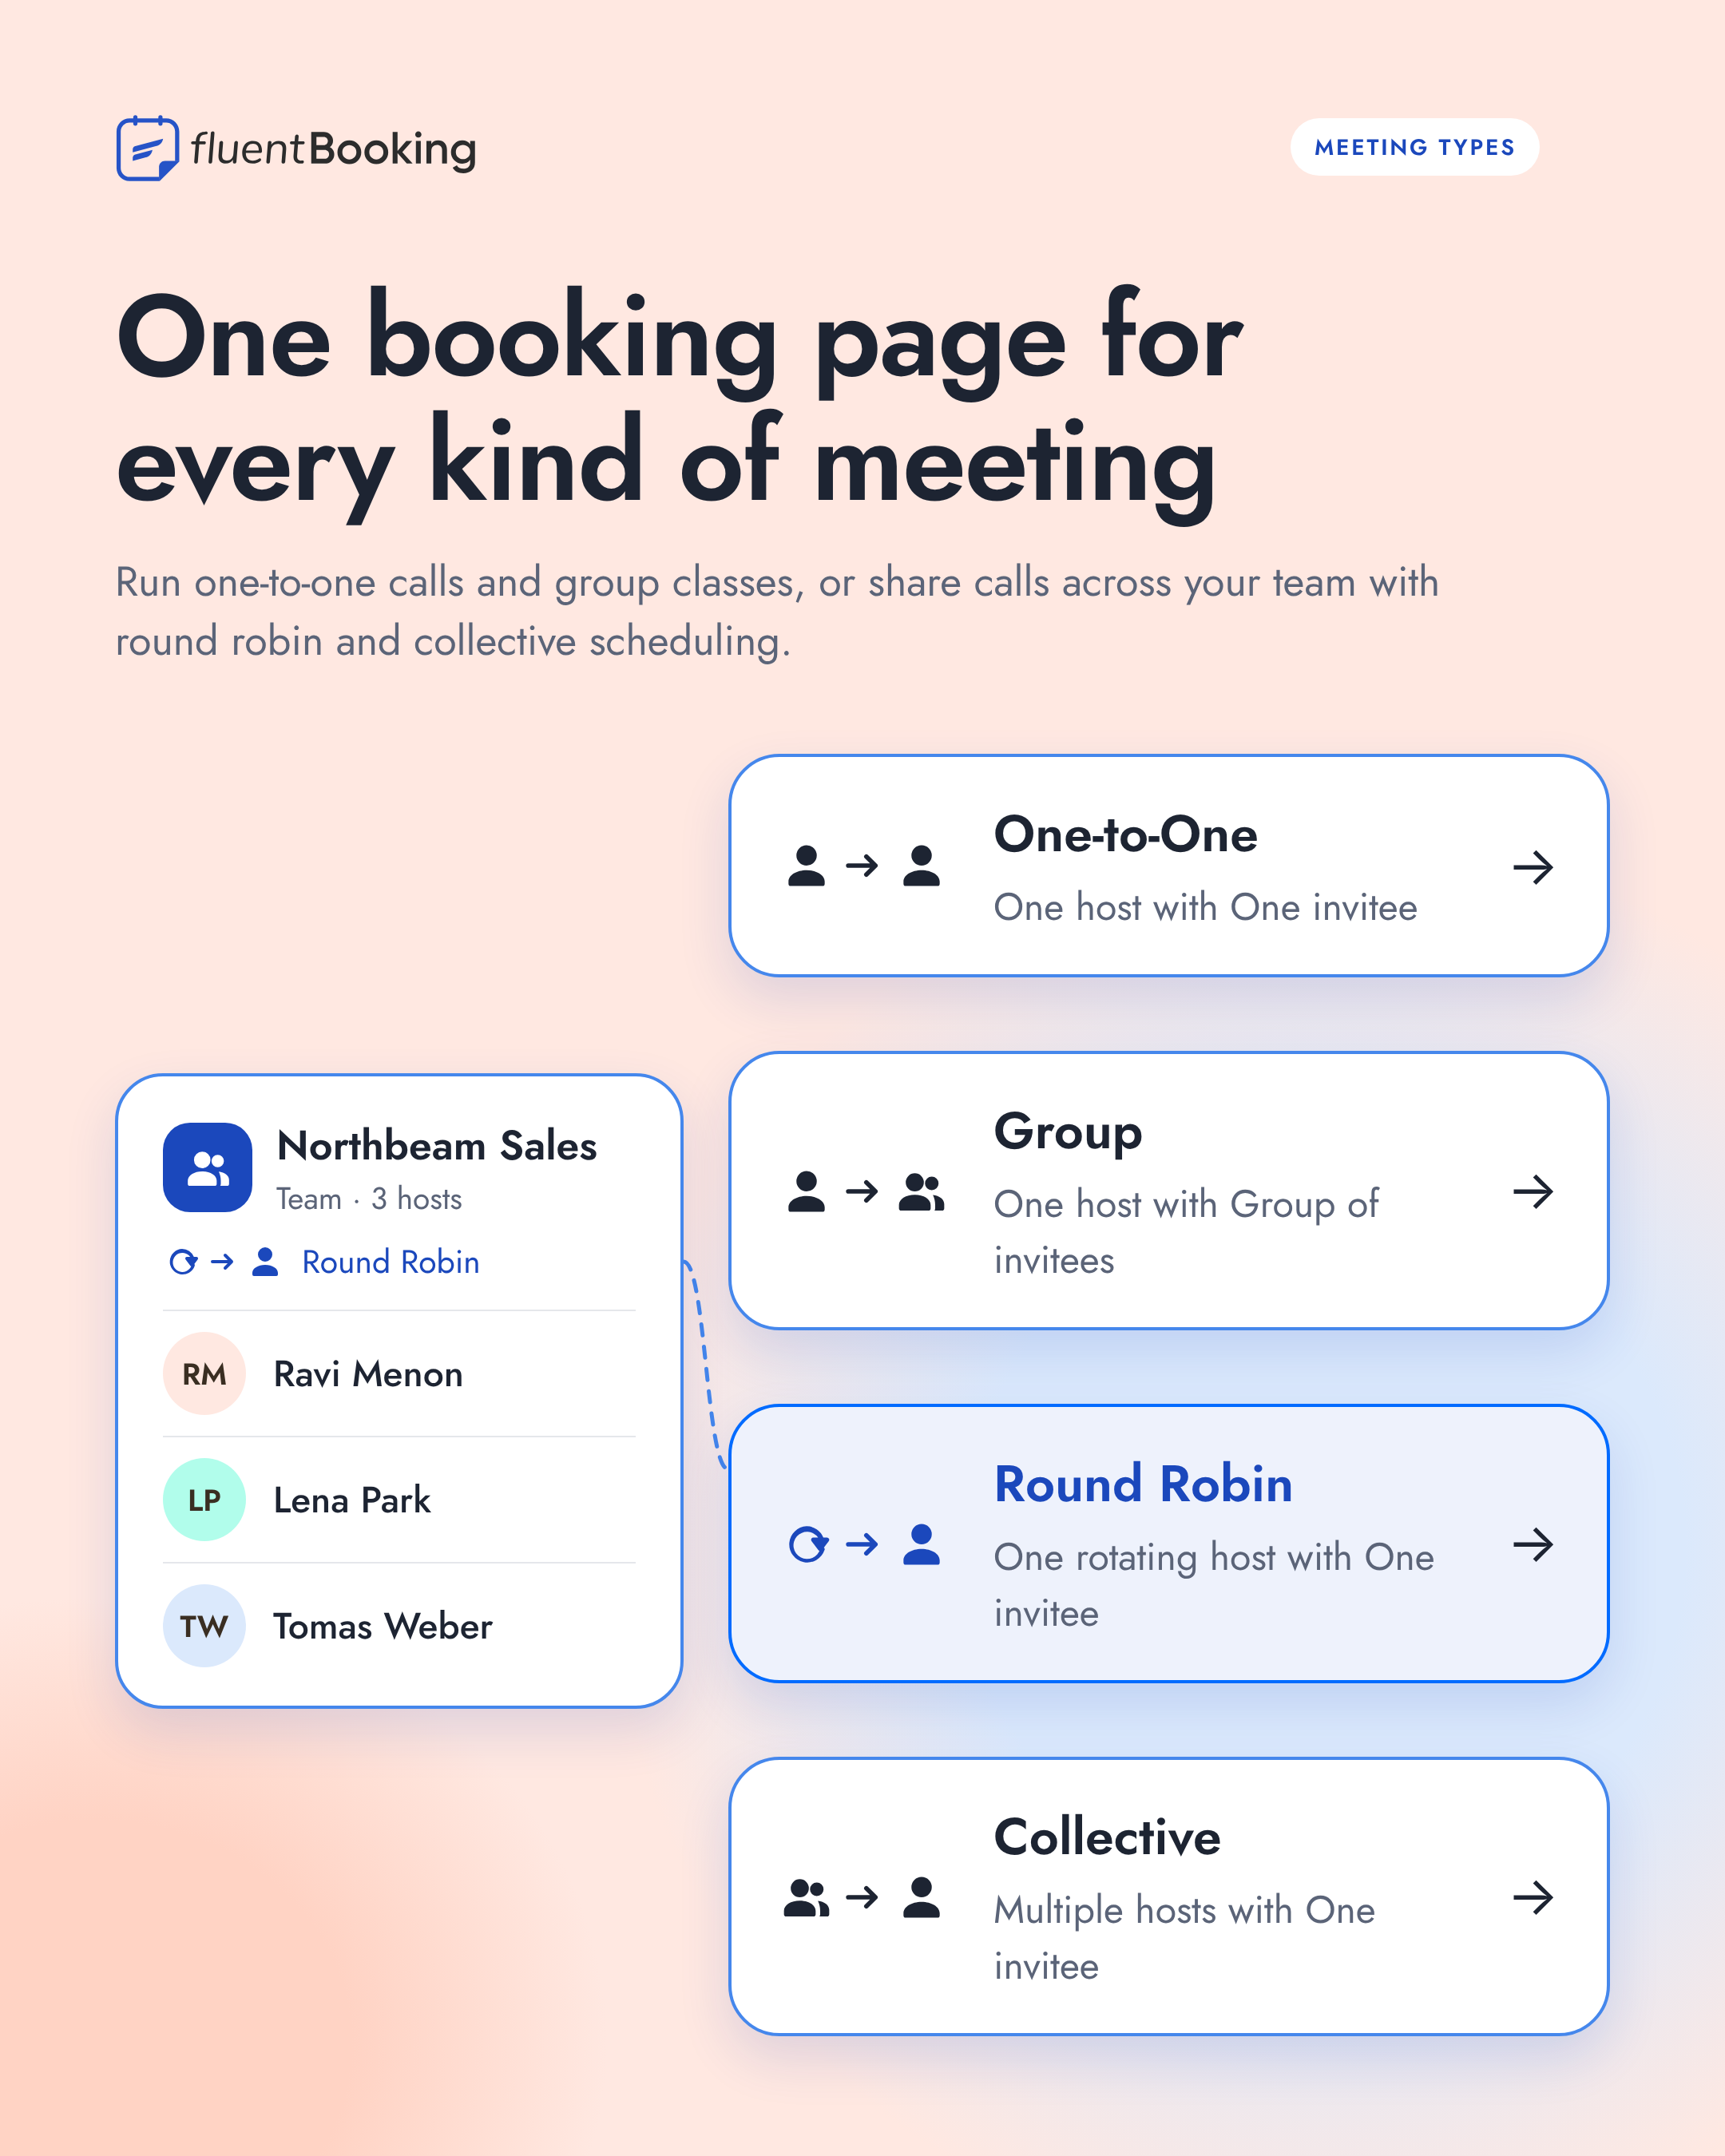 fluentBooking
MEETING TYPES
One booking page for
every kind of meeting
Run one-to-one calls and group classes, or share calls across your team with
round robin and collective scheduling.
One-to-One
One host with One invitee
Group
One host with Group of
invitees
Northbeam Sales
Team · 3 hosts
Round Robin
RM
Ravi Menon
LP
Lena Park
TW
Tomas Weber
Round Robin
One rotating host with One
invitee
Collective
Multiple hosts with One
invitee